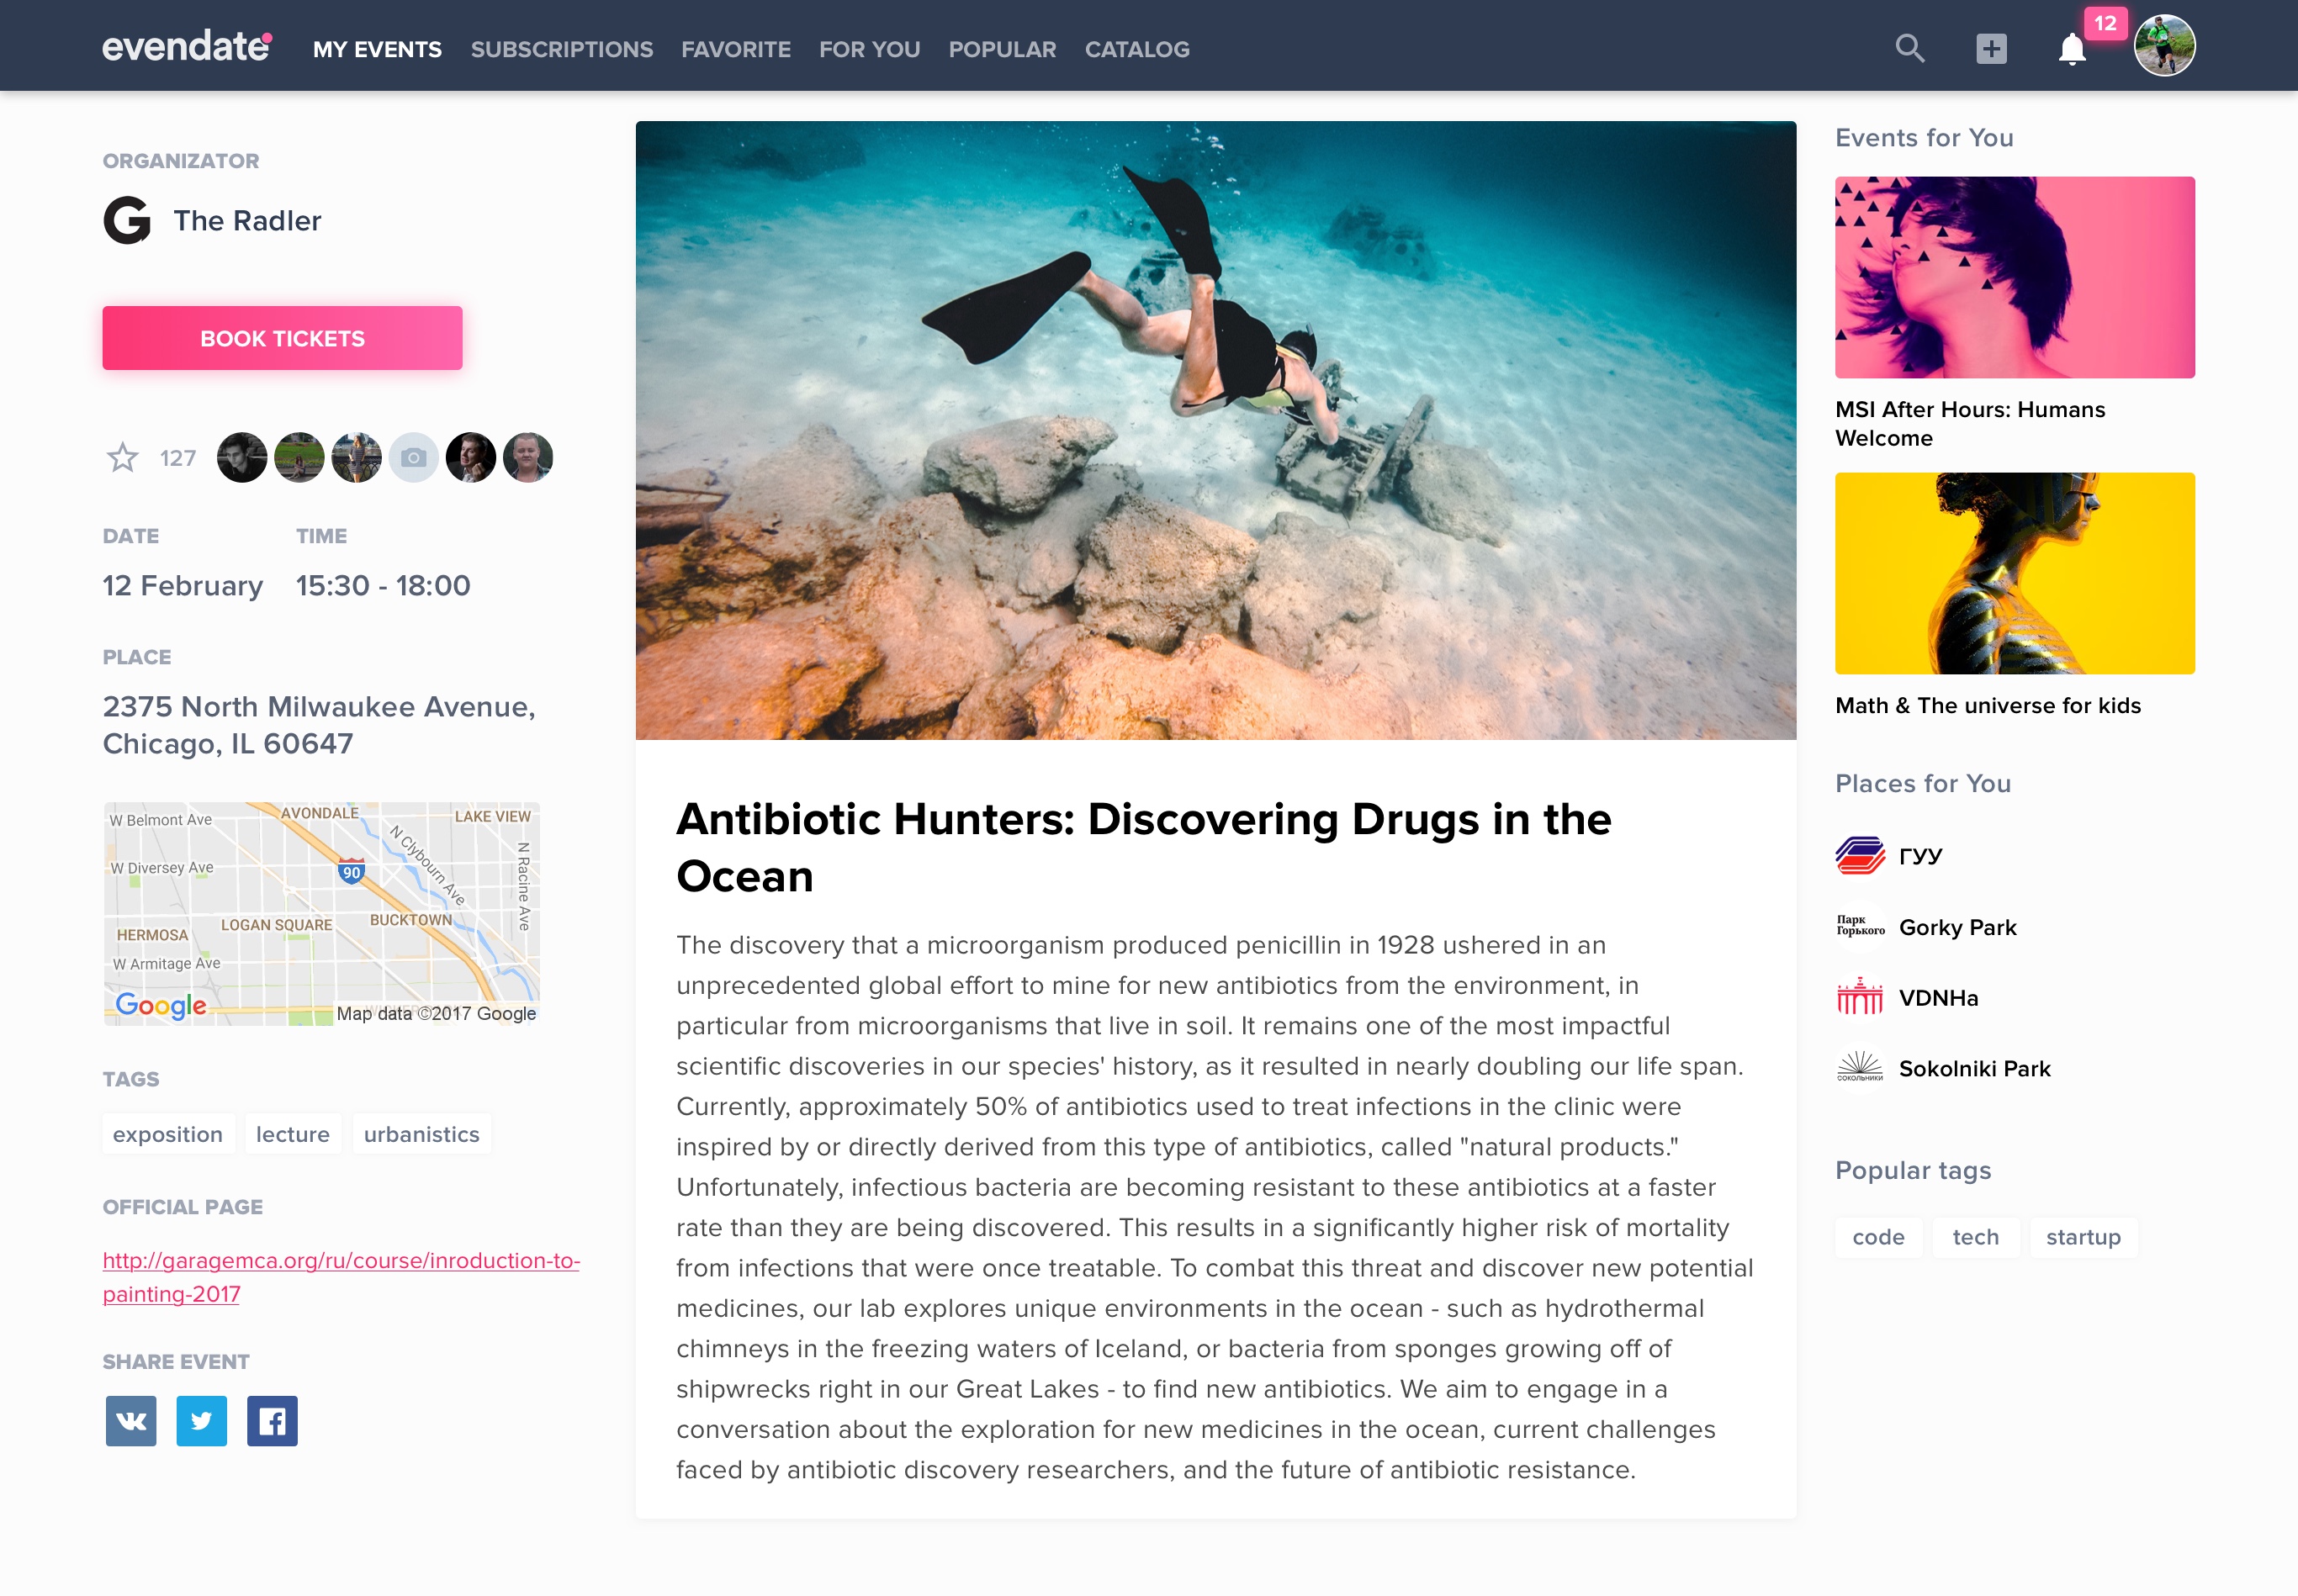 evendate MY EVENTS SUBSCRIPTIONS FAVORITE FOR YOU POPULAR CATALOG 12
ORGANIZATOR
G The Radler
BOOK TICKETS
127
DATE TIME
12 February 15:30 - 18:00
PLACE
2375 North Milwaukee Avenue,
Chicago, IL 60647
W Belmont Ave
AVONDALE
LAKE VIEW
N Clybourn Ave
N Racine Ave
W Diversey Ave
90
LOGAN SQUARE
BUCKTOWN
HERMOSA
W Armitage Ave
Google
Map data ©2017 Google
TAGS
exposition lecture urbanistics
OFFICIAL PAGE
http://garagemca.org/ru/course/inroduction-to-
painting-2017
SHARE EVENT
Antibiotic Hunters: Discovering Drugs in the
Ocean
The discovery that a microorganism produced penicillin in 1928 ushered in an
unprecedented global effort to mine for new antibiotics from the environment, in
particular from microorganisms that live in soil. It remains one of the most impactful
scientific discoveries in our species' history, as it resulted in nearly doubling our life span.
Currently, approximately 50% of antibiotics used to treat infections in the clinic were
inspired by or directly derived from this type of antibiotics, called "natural products."
Unfortunately, infectious bacteria are becoming resistant to these antibiotics at a faster
rate than they are being discovered. This results in a significantly higher risk of mortality
from infections that were once treatable. To combat this threat and discover new potential
medicines, our lab explores unique environments in the ocean - such as hydrothermal
chimneys in the freezing waters of Iceland, or bacteria from sponges growing off of
shipwrecks right in our Great Lakes - to find new antibiotics. We aim to engage in a
conversation about the exploration for new medicines in the ocean, current challenges
faced by antibiotic discovery researchers, and the future of antibiotic resistance.
Events for You
MSI After Hours: Humans
Welcome
Math & The universe for kids
Places for You
ГУУ
Парк
Горького
Gorky Park
VDNHa
СОКОЛЬНИКИ
Sokolniki Park
Popular tags
code tech startup